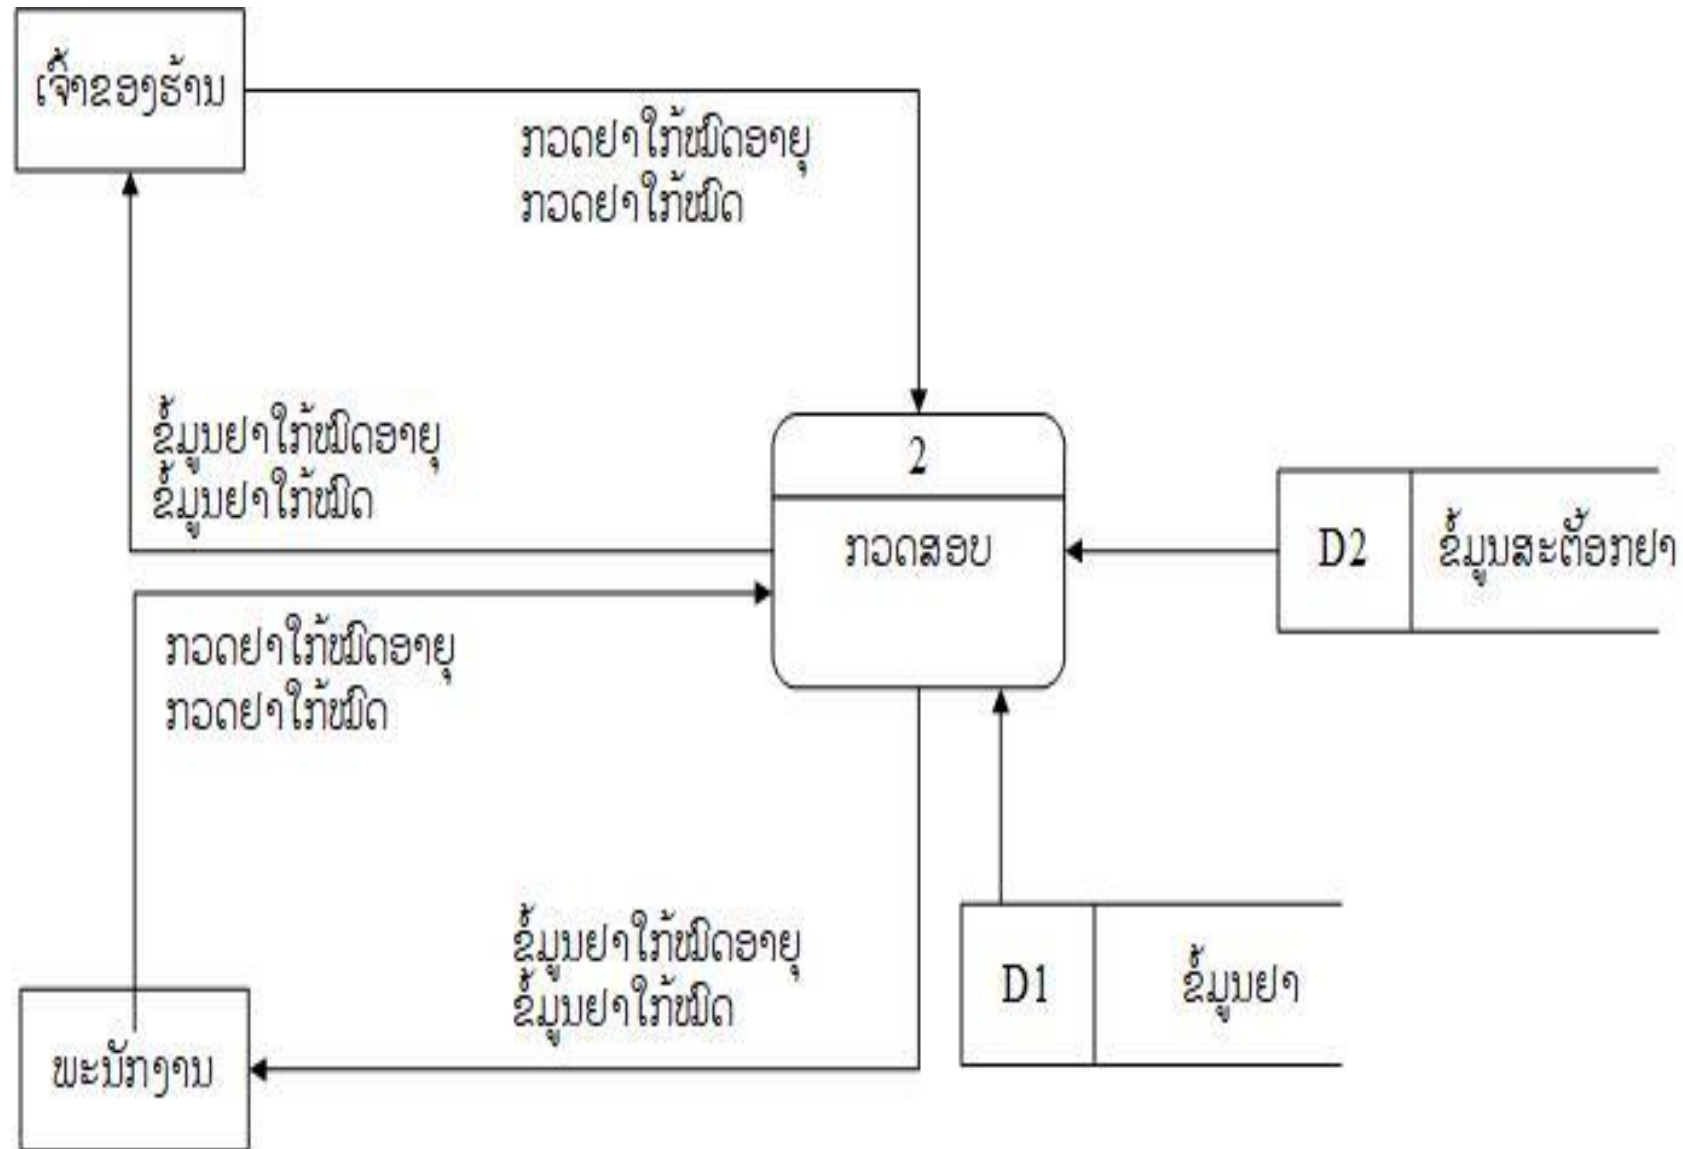 ເຈົ້າຂອງຮ້ານ
ກວດຢາໃກ້ໝົດອາຍຸ
ກວດຢາໃກ້ໝົດ
ຂໍ້ມູນຢາໃກ້ໝົດອາຍຸ
ຂໍ້ມູນຢາໃກ້ໝົດ
2
ກວດສອບ
D2
ຂໍ້ມູນສະຕ໋ອກຢາ
ກວດຢາໃກ້ໝົດອາຍຸ
ກວດຢາໃກ້ໝົດ
ຂໍ້ມູນຢາໃກ້ໝົດອາຍຸ
ຂໍ້ມູນຢາໃກ້ໝົດ
D1
ຂໍ້ມູນຢາ
ພະນັກງານ